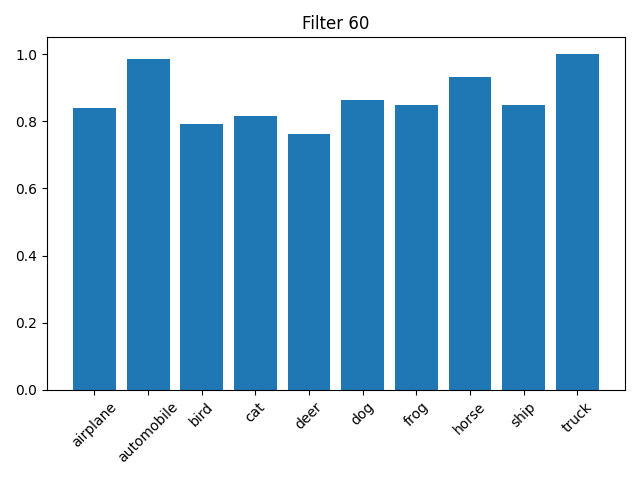 Filter 60
1.0
0.8
0.6
0.4
0.2
0.0
airplane
automobile
bird
cat
deer
dog
frog
horse
ship
truck